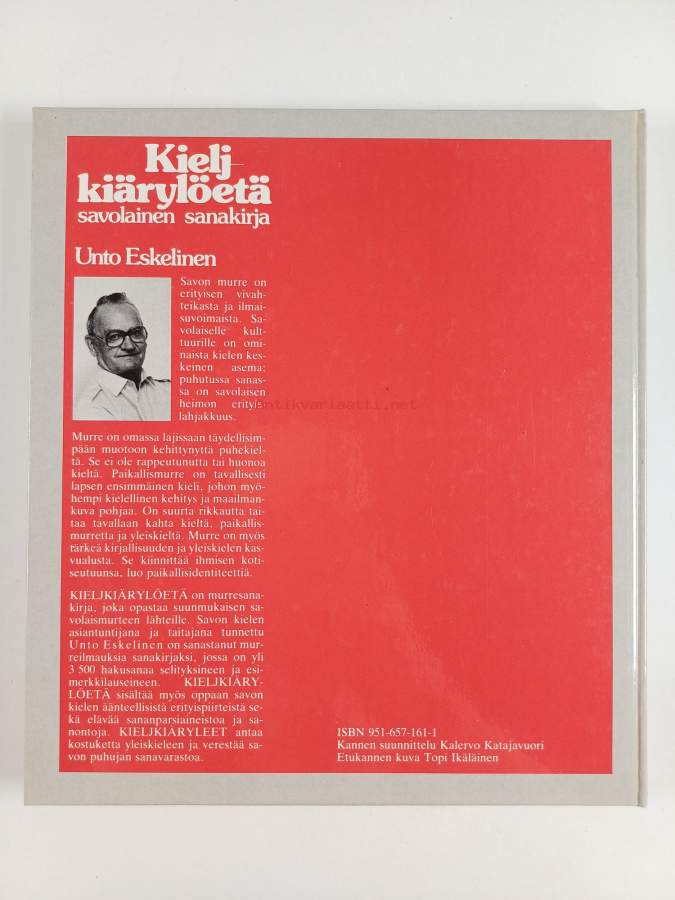 Kielj-
kiärylöetä
savolainen sanakirja
Unto Eskelinen
Savon murre on
erityisen vivah-
teikasta ja ilmai-
suvoimaista. Sa-
volaiselle kult-
tuurille on omi-
naista kielen kes-
keinen asema:
puhutussa sanas-
sa on savolaisen
heimon erityis-
lahjakkuus.
antikvariaatti.net
Murre on omassa lajissaan täydellisim-
pään muotoon kehittynyttä puhekiel-
tä. Se ei ole rappeutunutta tai huonoa
kieltä. Paikallismurre on tavallisesti
lapsen ensimmäinen kieli, johon myö-
hempi kielellinen kehitys ja maailman-
kuva pohjaa. On suurta rikkautta tai-
taa tavallaan kahta kieltä, paikallis-
murretta ja yleiskieltä. Murre on myös
tärkeä kirjallisuuden ja yleiskielen kas-
vualusta. Se kiinnittää ihmisen koti-
seutuunsa, luo paikallisidentiteettiä.
KIELJKIÄRYLÖETÄ on murresana-
kirja, joka opastaa suunmukaisen sa-
volaismurteen lähteille. Savon kielen
asiantuntijana ja taitajana tunnettu
Unto Eskelinen on sanastanut mur-
reilmauksia sanakirjaksi, jossa on yli
3 500 hakusanaa selityksineen ja esi-
merkkilauseineen. KIELJKIÄRY-
LÖETÄ sisältää myös oppaan savon
kielen äänteellisistä erityispiirteistä se-
kä elävää sananparsiaineistoa ja sa-
nontoja. KIELJKIÄRYLEET antaa
kostuketta yleiskieleen ja verestää sa-
von puhujan sanavarastoa.
ISBN 951-657-161-1
Kannen suunnittelu Kalervo Katajavuori
Etukannen kuva Topi Ikäläinen